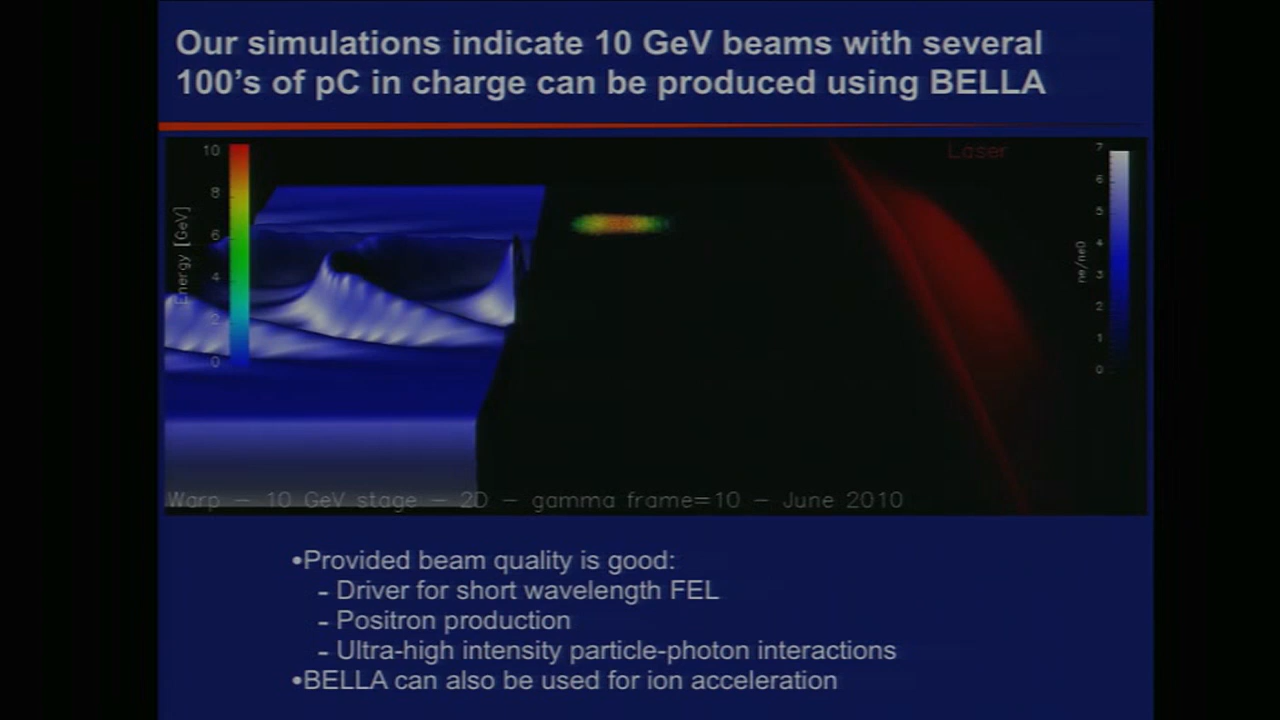 Our simulations indicate 10 GeV beams with several
100's of pC in charge can be produced using BELLA
Laser
Energy [GeV]
10
8
6
4
2
0
ne/ne0
7
6
5
4
3
2
1
0
Warp – 10 GeV stage – 2D – gamma frame=10 – June 2010
•Provided beam quality is good:
- Driver for short wavelength FEL
- Positron production
- Ultra-high intensity particle-photon interactions
•BELLA can also be used for ion acceleration